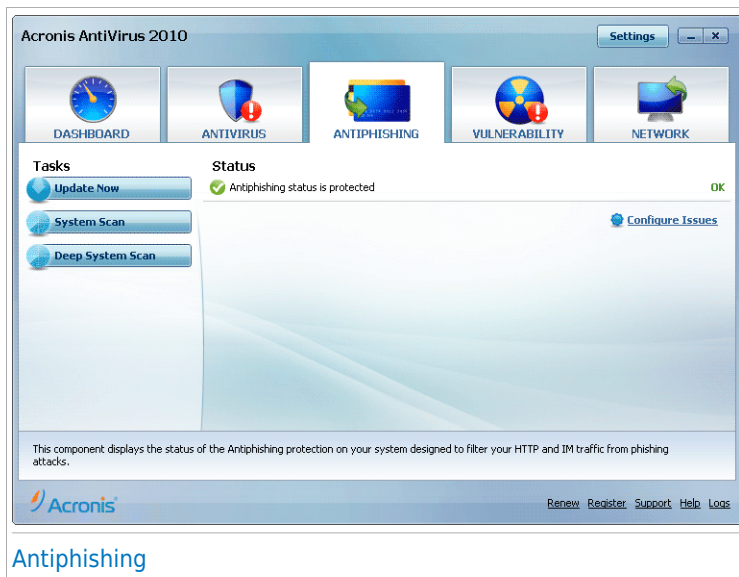 Acronis AntiVirus 2010
Settings
DASHBOARD
ANTIVIRUS
ANTIPHISHING
VULNERABILITY
NETWORK
Tasks
Update Now
System Scan
Deep System Scan
Status
Antiphishing status is protected
OK
Configure Issues
This component displays the status of the Antiphishing protection on your system designed to filter your HTTP and IM traffic from phishing
attacks.
Acronis
Renew Register Support Help Logs
Antiphishing